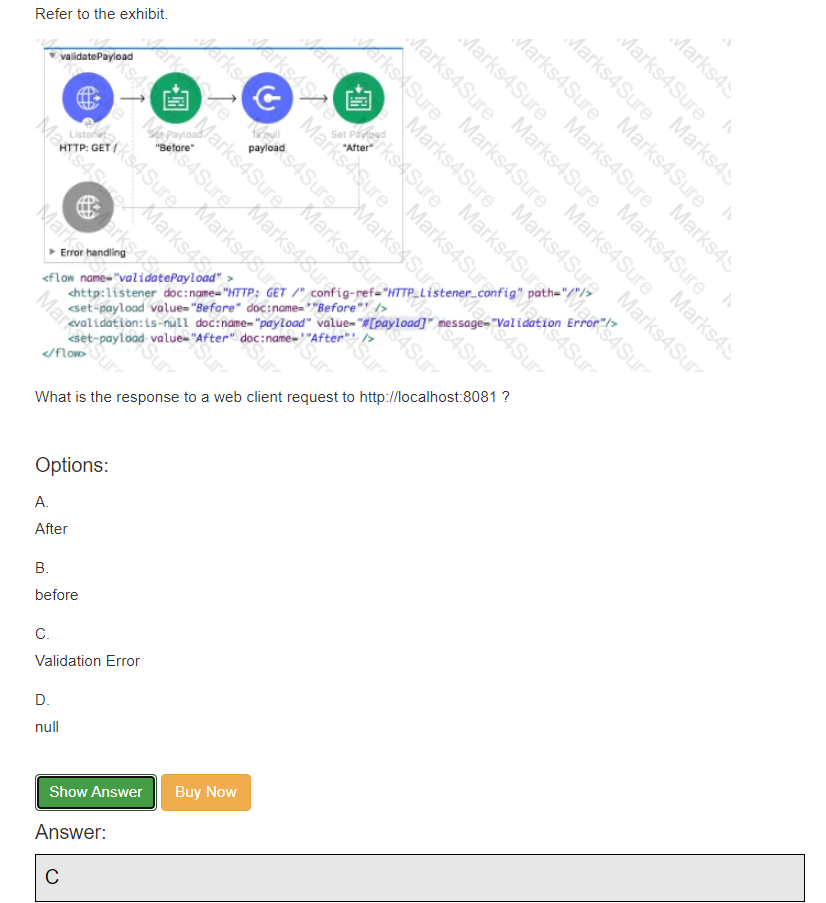 Refer to the exhibit.
validatePayload
Listener
Set Payload
Is null
Set Payload
HTTP: GET /
"Before"
payload
"After"
Error handling
<flow name="validatePayload" >
<http:listener doc:name="HTTP: GET /" config-ref="HTTP_Listener_config" path="/"/>
<set-payload value="Before" doc:name='"Before"' />
<validation:is-null doc:name="payload" value="#[payload]" message="Validation Error"/>
<set-payload value="After" doc:name='"After"' />
</flow>
What is the response to a web client request to http://localhost:8081 ?
Options:
A.
After
B.
before
C.
Validation Error
D.
null
Show Answer
Buy Now
Answer:
C